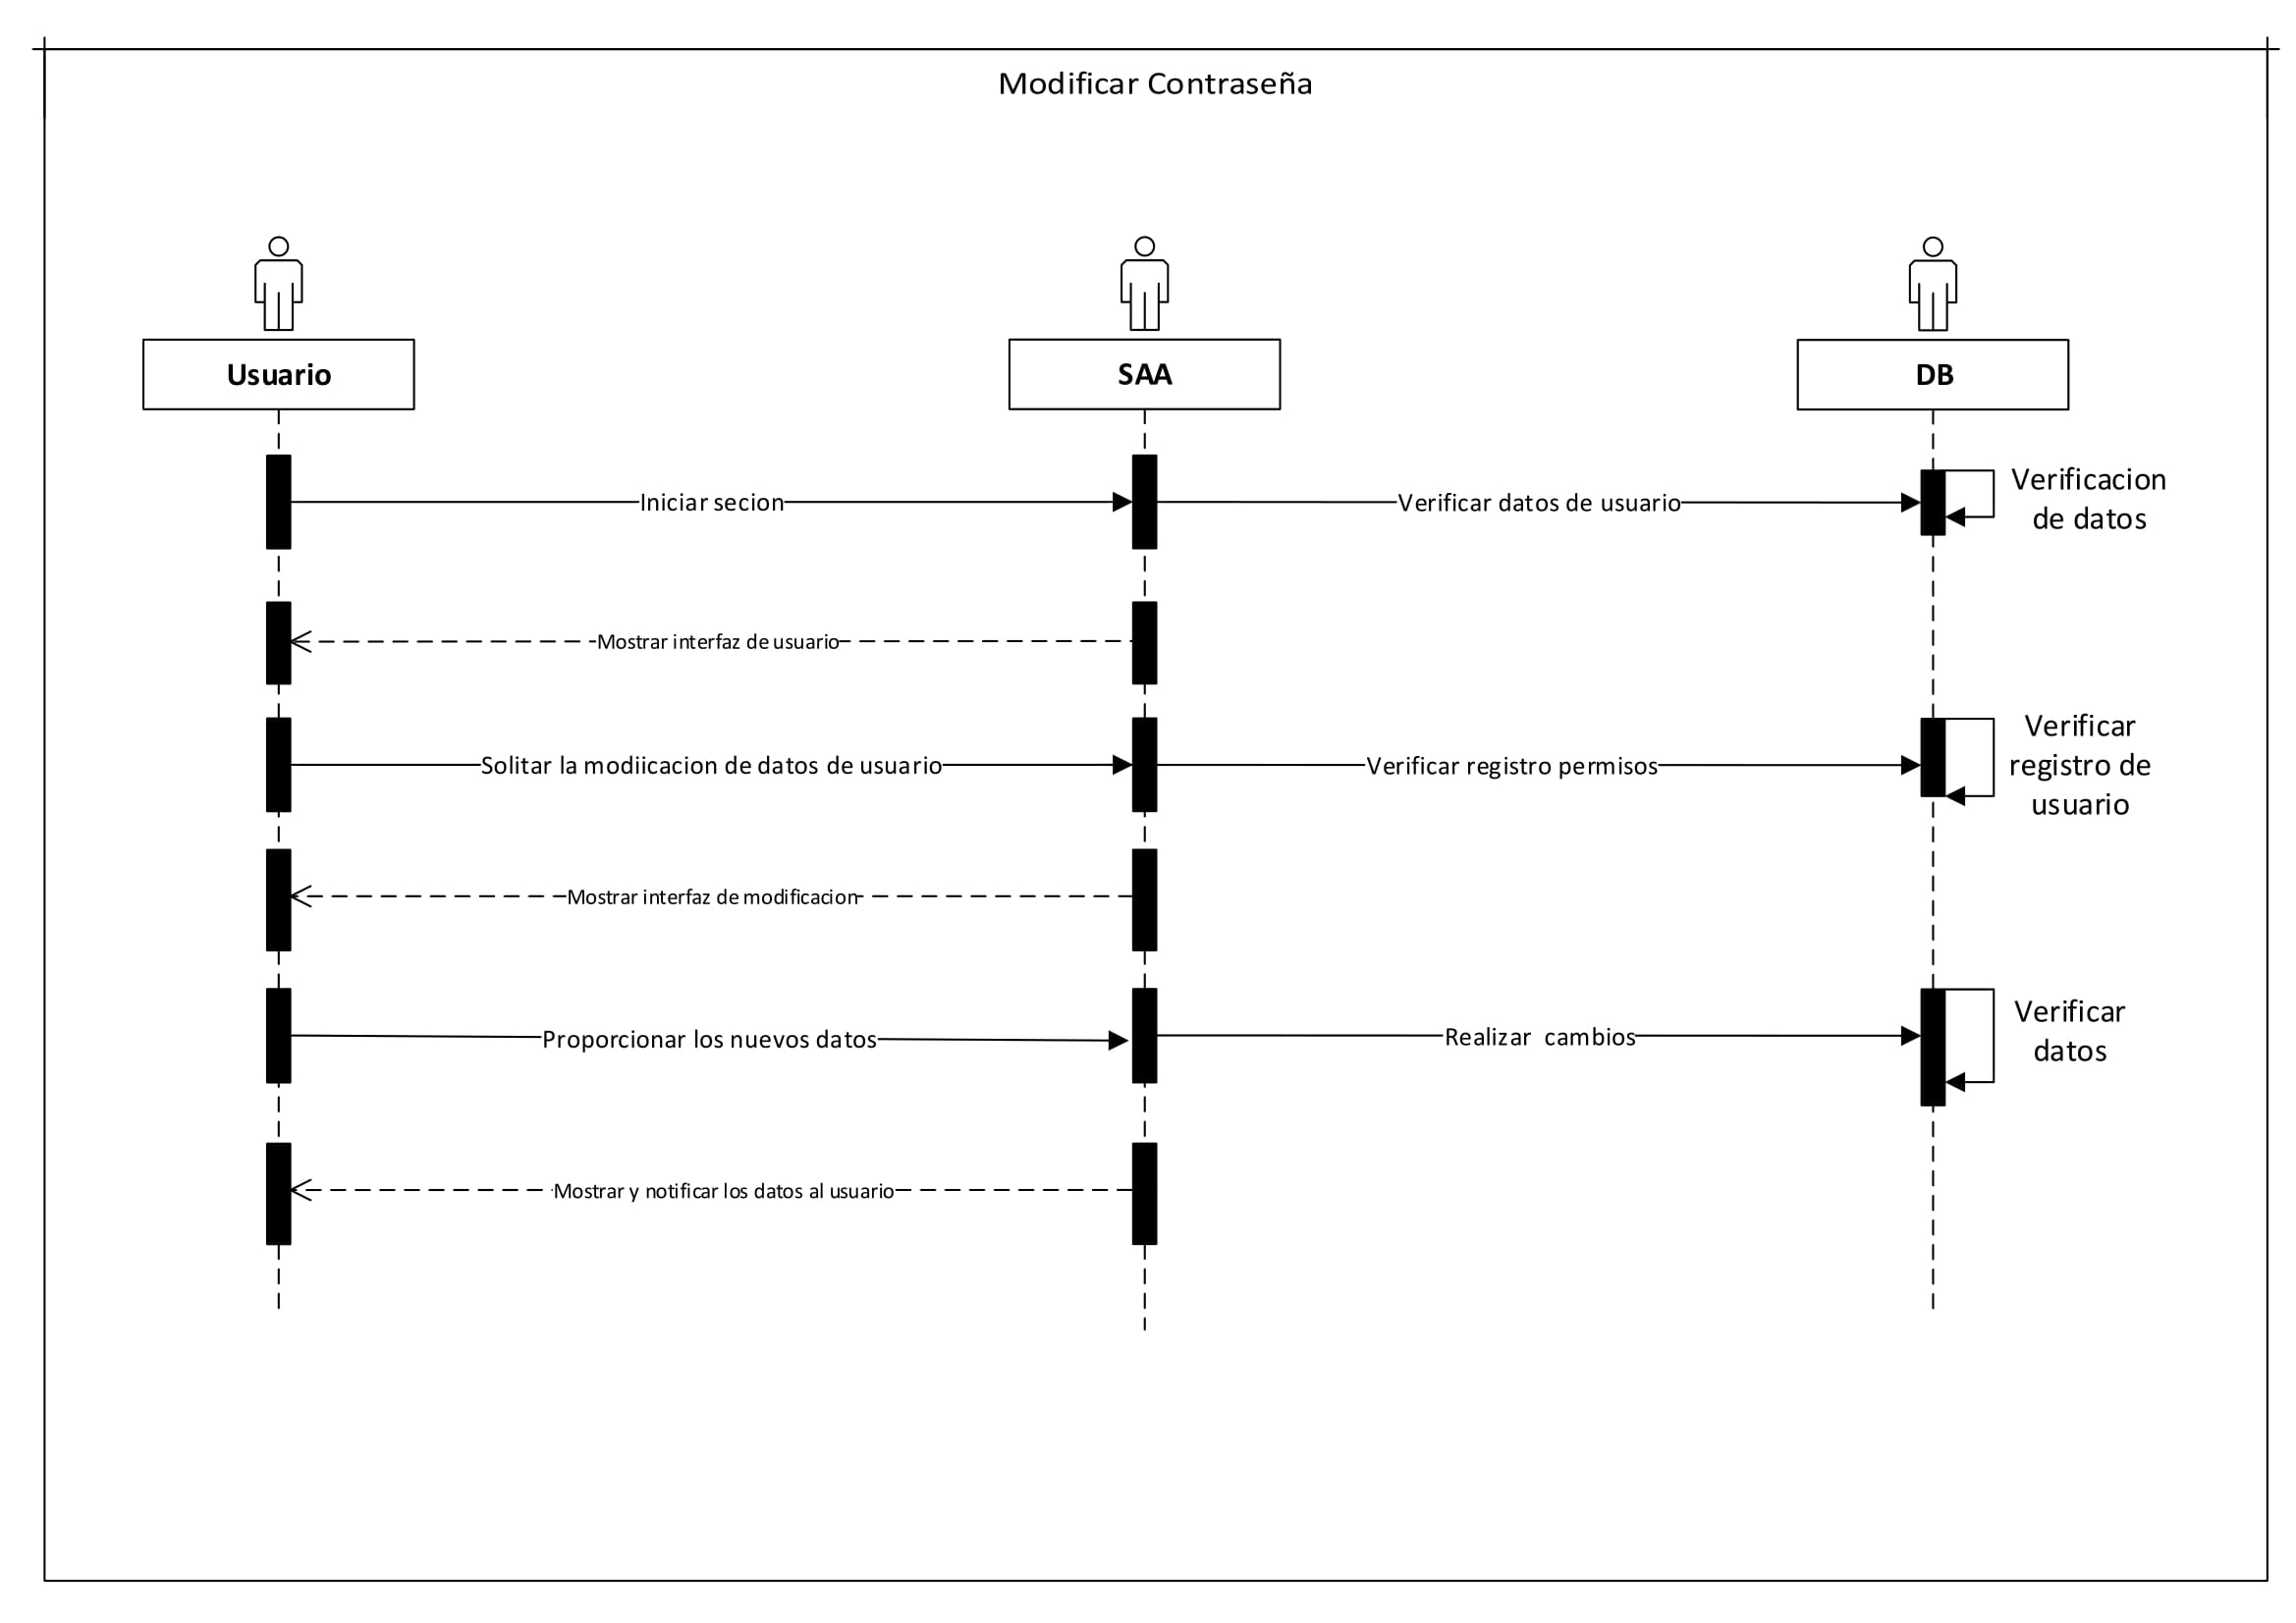 Modificar Contraseña
Usuario
SAA
DB
Iniciar secion
Verificar datos de usuario
Verificacion
de datos
Mostrar interfaz de usuario
Solitar la modiicacion de datos de usuario
Verificar registro permisos
Verificar
registro de
usuario
Mostrar interfaz de modificacion
Proporcionar los nuevos datos
Realizar  cambios
Verificar
datos
Mostrar y notificar los datos al usuario